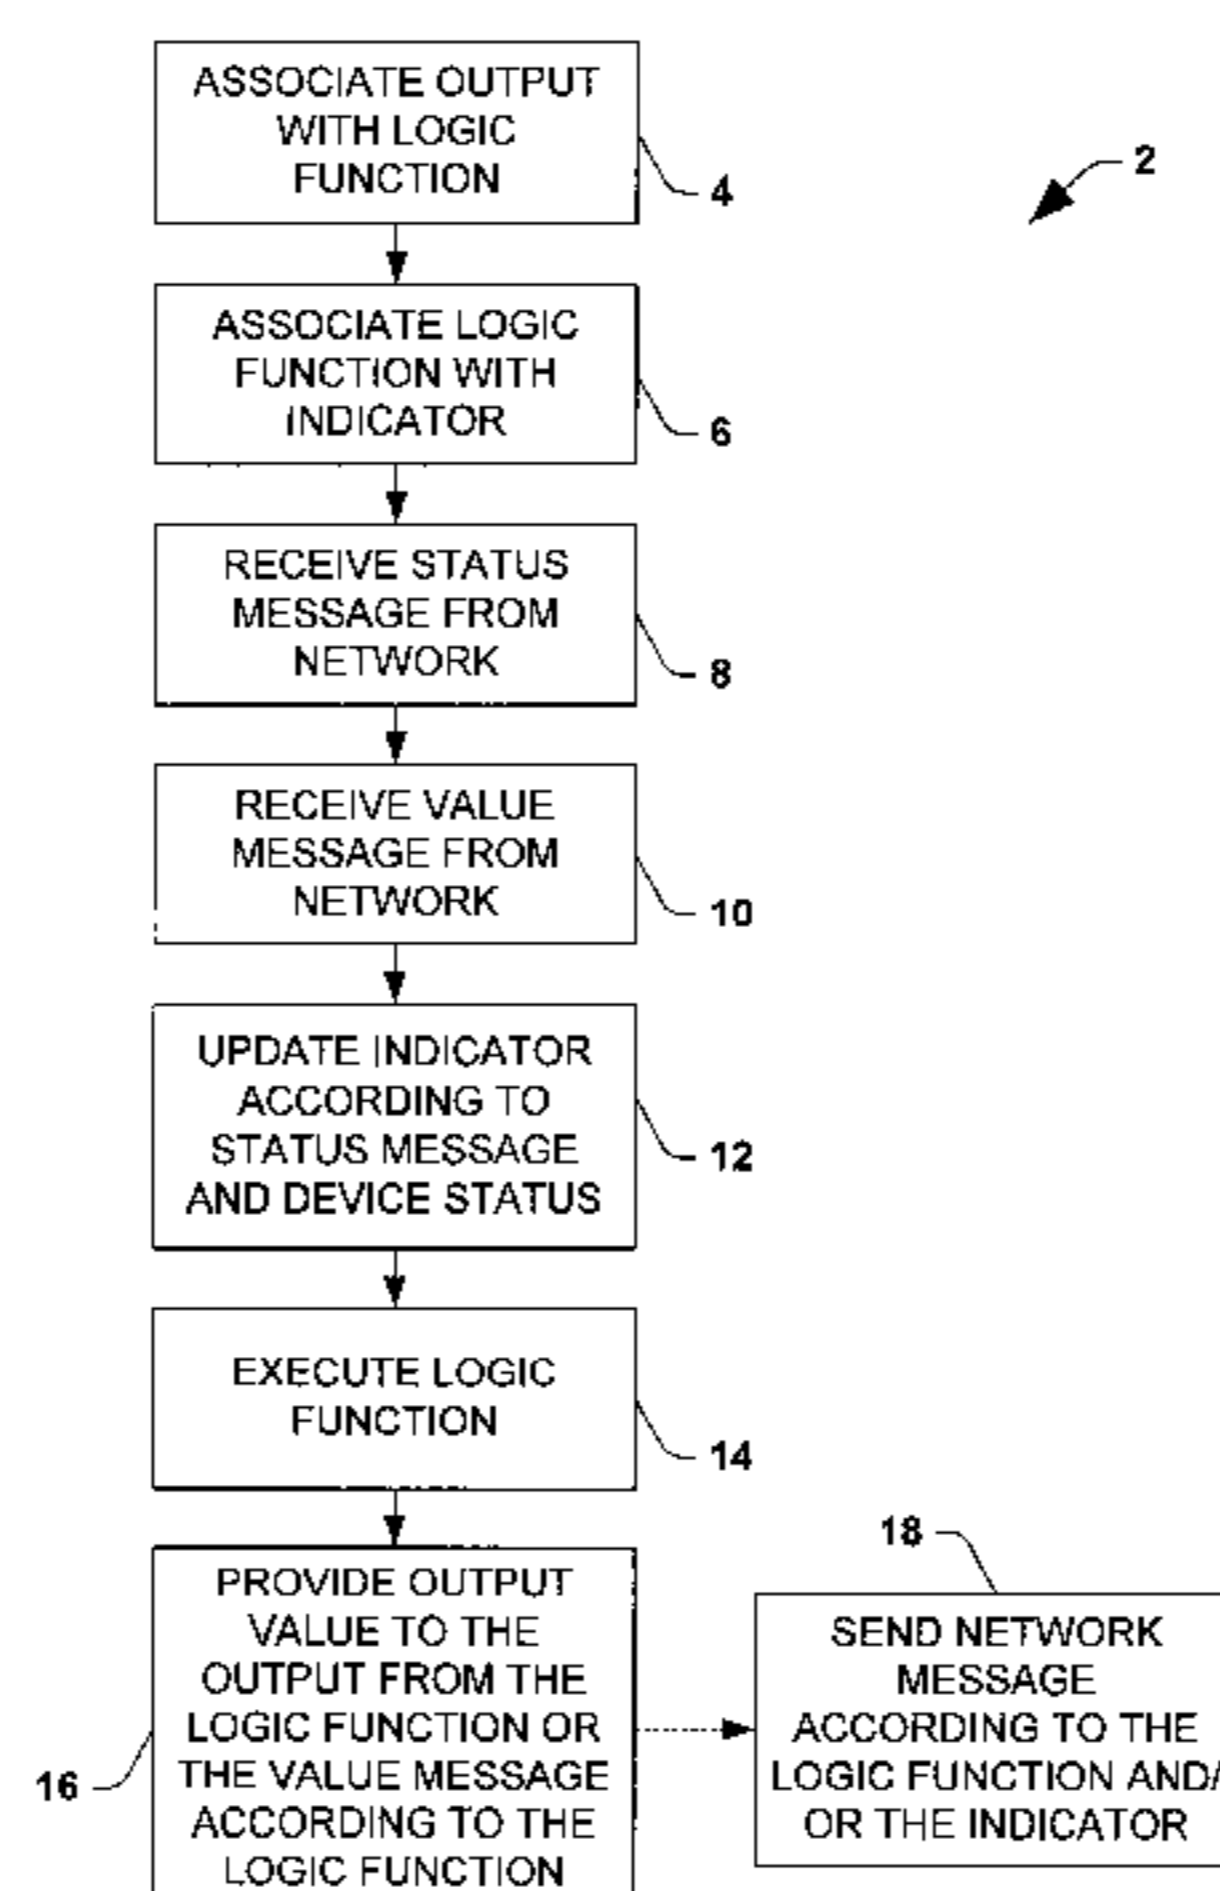 ASSOCIATE OUTPUT
WITH LOGIC
FUNCTION
4
2
ASSOCIATE LOGIC
FUNCTION WITH
INDICATOR
6
RECEIVE STATUS
MESSAGE FROM
NETWORK
8
RECEIVE VALUE
MESSAGE FROM
NETWORK
10
UPDATE INDICATOR
ACCORDING TO
STATUS MESSAGE
AND DEVICE STATUS
12
EXECUTE LOGIC
FUNCTION
14
PROVIDE OUTPUT
VALUE TO THE
OUTPUT FROM THE
LOGIC FUNCTION OR
THE VALUE MESSAGE
ACCORDING TO THE
LOGIC FUNCTION
16
18
SEND NETWORK
MESSAGE
ACCORDING TO THE
LOGIC FUNCTION AND/
OR THE INDICATOR